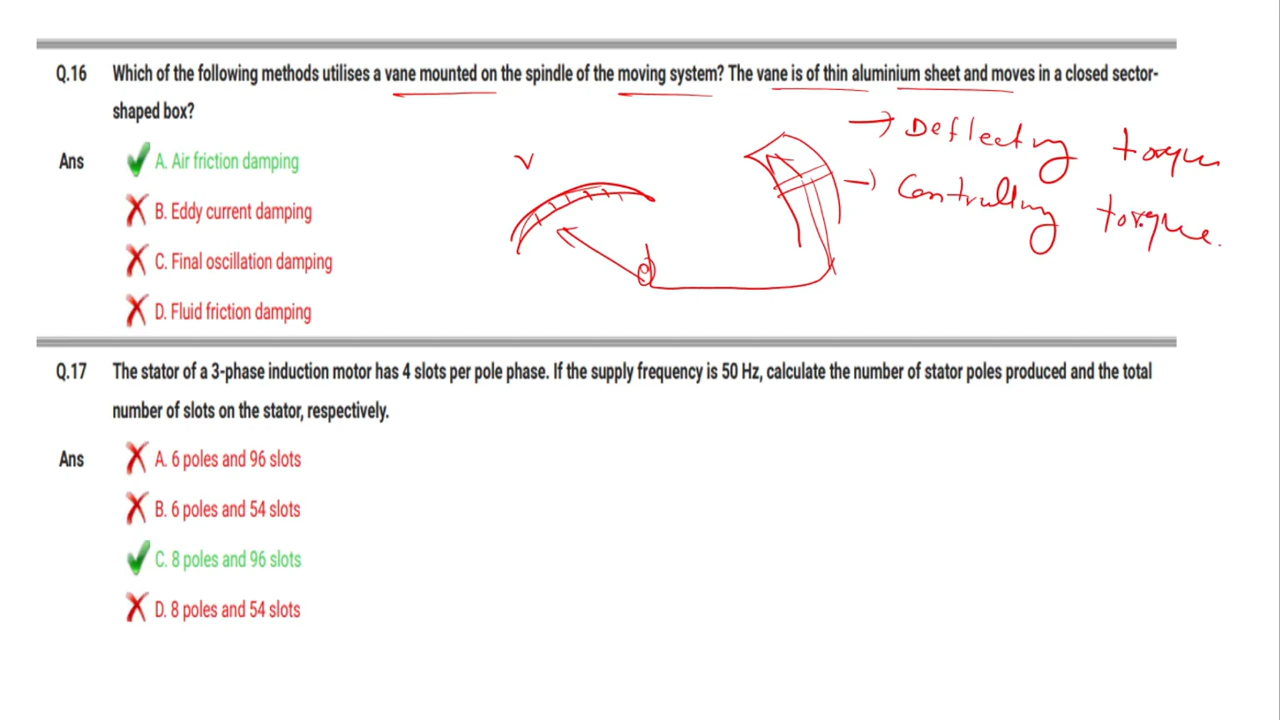 Q.16 Which of the following methods utilises a vane mounted on the spindle of the moving system? The vane is of thin aluminium sheet and moves in a closed sector-
shaped box?
Ans A. Air friction damping
B. Eddy current damping
C. Final oscillation damping
D. Fluid friction damping
→ Deflecting torque
→ Controlling torque.
Q.17 The stator of a 3-phase induction motor has 4 slots per pole phase. If the supply frequency is 50 Hz, calculate the number of stator poles produced and the total
number of slots on the stator, respectively.
Ans A. 6 poles and 96 slots
B. 6 poles and 54 slots
C. 8 poles and 96 slots
D. 8 poles and 54 slots